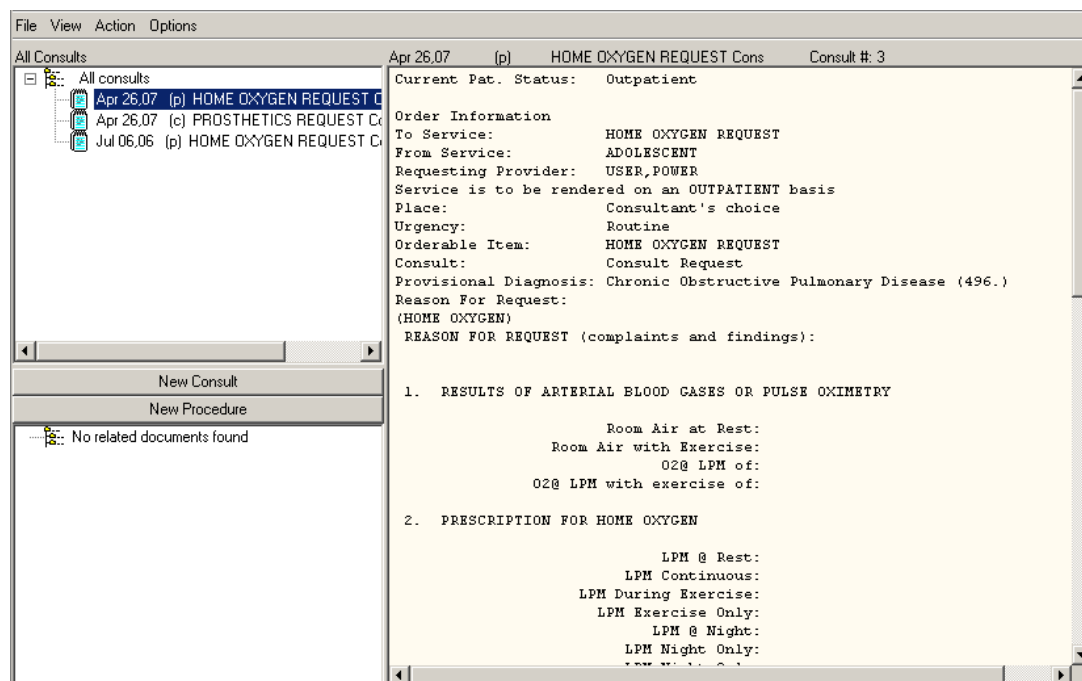 File View Action Options
All Consults
All consults
Apr 26,07 (p) HOME OXYGEN REQUEST C
Apr 26,07 (c) PROSTHETICS REQUEST Co
Jul 06,06 (p) HOME OXYGEN REQUEST C
New Consult
New Procedure
No related documents found
Apr 26,07 (p) HOME OXYGEN REQUEST Cons Consult #: 3
Current Pat. Status: Outpatient
Order Information
To Service: HOME OXYGEN REQUEST
From Service: ADOLESCENT
Requesting Provider: USER,POWER
Service is to be rendered on an OUTPATIENT basis
Place: Consultant's choice
Urgency: Routine
Orderable Item: HOME OXYGEN REQUEST
Consult: Consult Request
Provisional Diagnosis: Chronic Obstructive Pulmonary Disease (496.)
Reason For Request:
(HOME OXYGEN)
REASON FOR REQUEST (complaints and findings):
1. RESULTS OF ARTERIAL BLOOD GASES OR PULSE OXIMETRY
Room Air at Rest:
Room Air with Exercise:
O2@ LPM of:
O2@ LPM with exercise of:
2. PRESCRIPTION FOR HOME OXYGEN
LPM @ Rest:
LPM Continuous:
LPM During Exercise:
LPM Exercise Only:
LPM @ Night:
LPM Night Only: